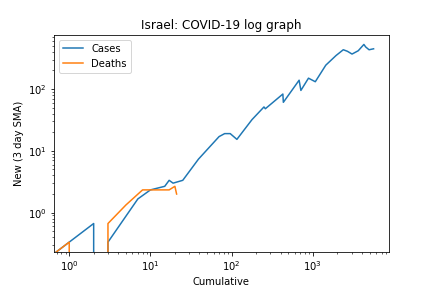 Israel: COVID-19 log graph
Cases
Deaths
New (3 day SMA)
10²
10¹
10⁰
10⁰ 10¹ 10² 10³
Cumulative